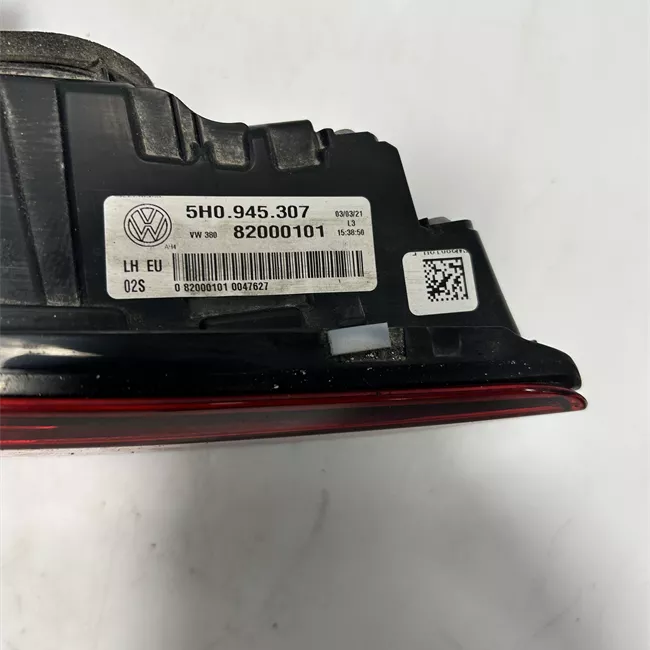 5H0.945.307 03/03/21
VW 380 82000101 L3
15:38:50
A-14
LH EU
02S 0 82000101 0047627